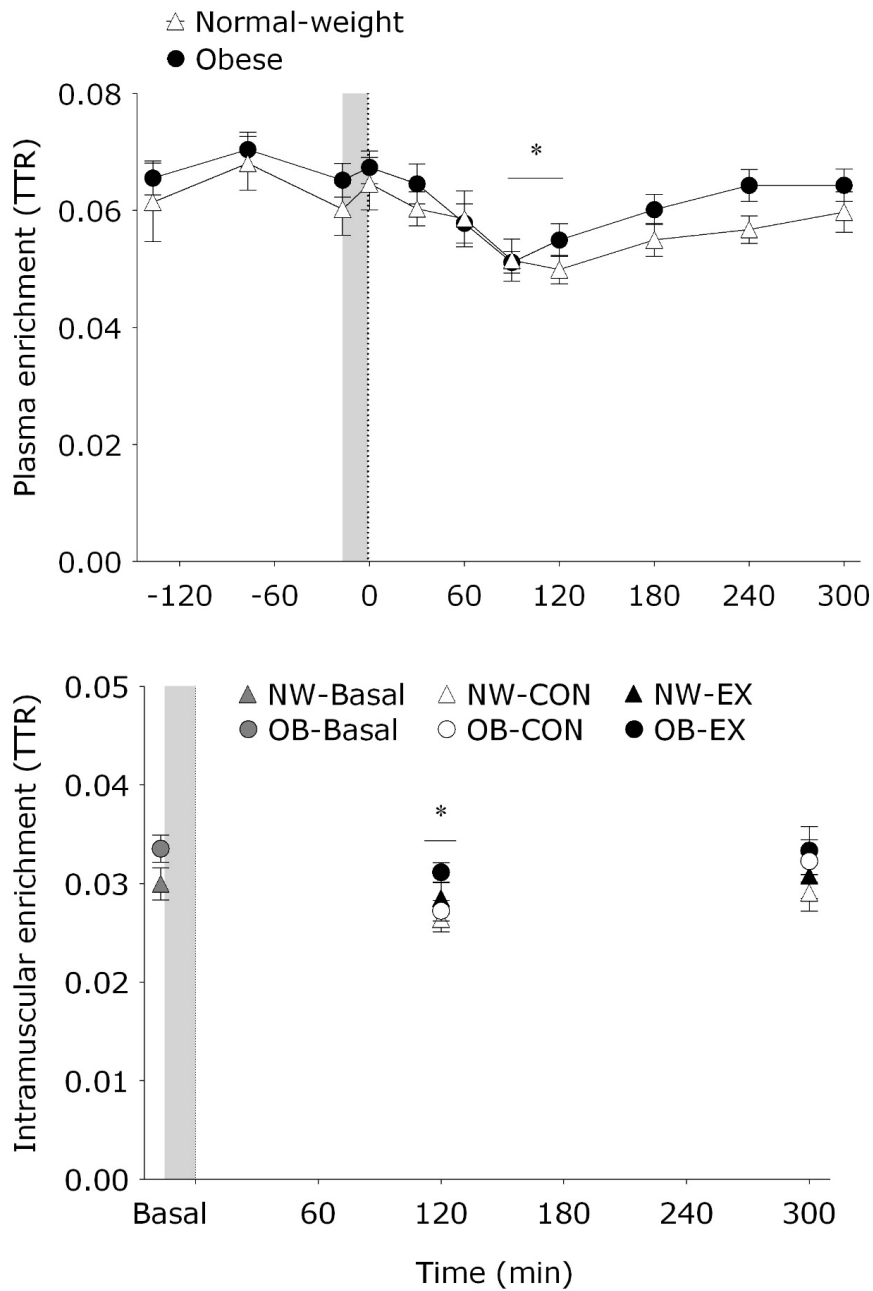 Normal-weight
Obese
0.08
0.06
0.04
0.02
0.00
Plasma enrichment (TTR)
*
-120 -60 0 60 120 180 240 300
0.05
0.04
0.03
0.02
0.01
0.00
Intramuscular enrichment (TTR)
NW-Basal NW-CON NW-EX
OB-Basal OB-CON OB-EX
*
Basal 60 120 180 240 300
Time (min)